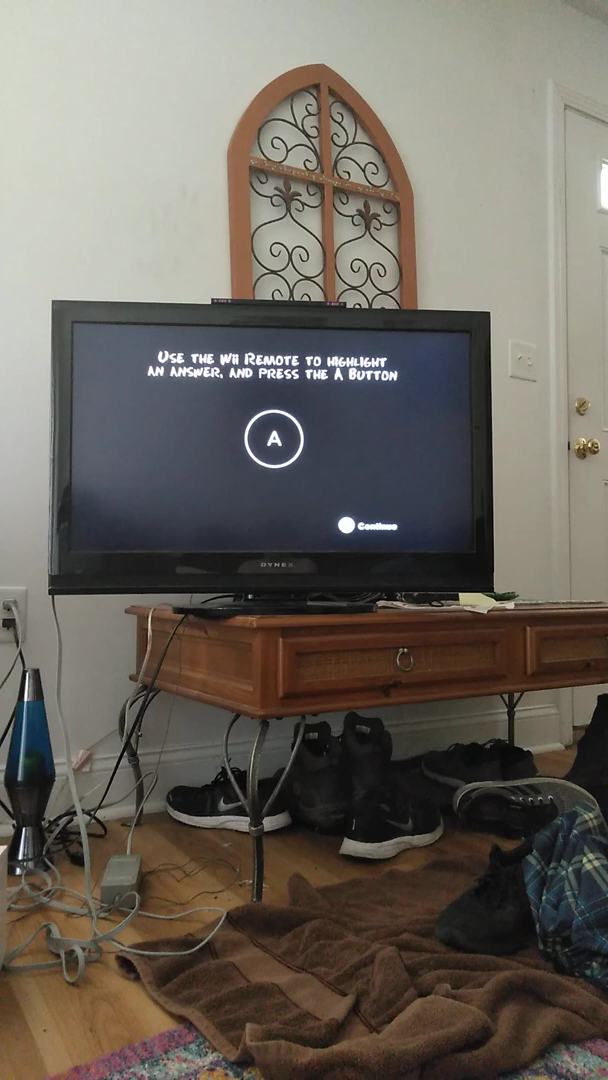 Use the Wii Remote to highlight
an answer, and press the A Button
A
Continue
DYNEX